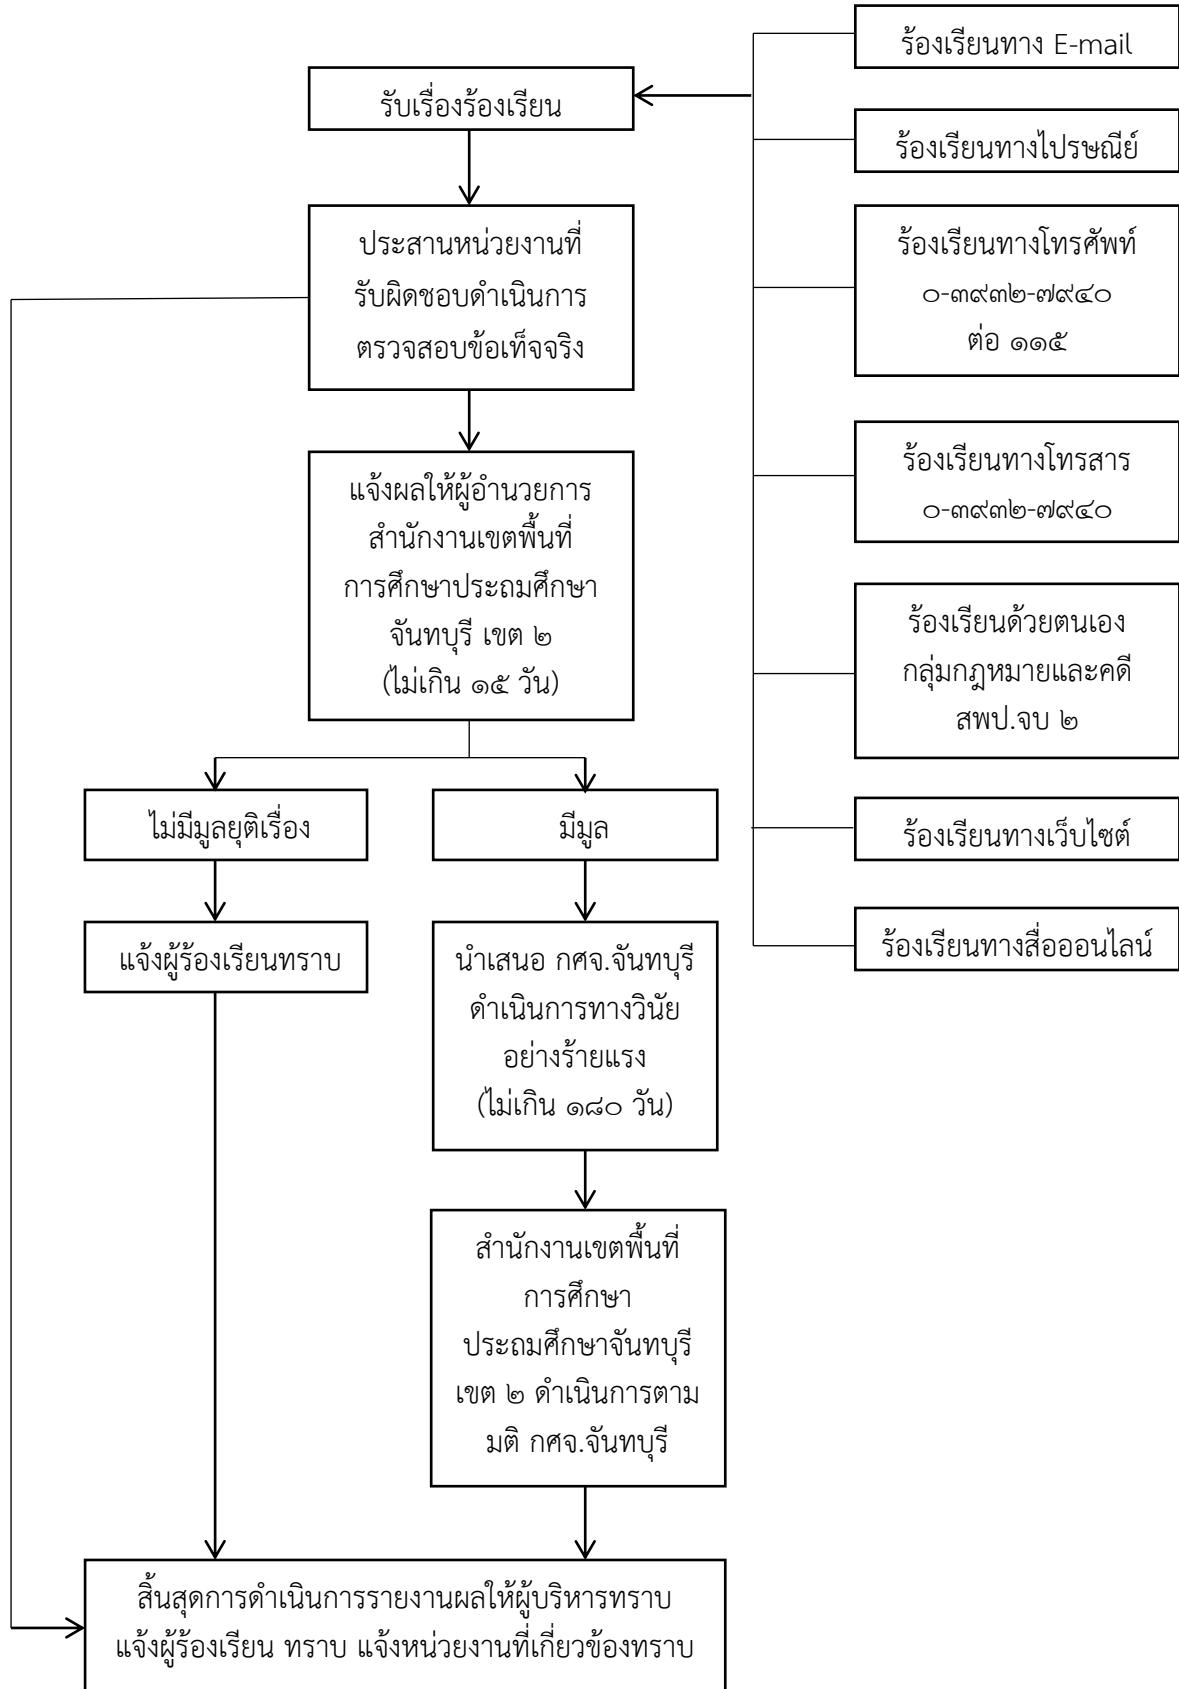 ร้องเรียนทาง E-mail
รับเรื่องร้องเรียน
ร้องเรียนทางไปรษณีย์
ประสานหน่วยงานที่
รับผิดชอบดำเนินการ
ตรวจสอบข้อเท็จจริง
ร้องเรียนทางโทรศัพท์
๐-๓๙๓๒-๗๙๔๐
ต่อ ๑๑๕
แจ้งผลให้ผู้อำนวยการ
สำนักงานเขตพื้นที่
การศึกษาประถมศึกษา
จันทบุรี เขต ๒
(ไม่เกิน ๑๕ วัน)
ร้องเรียนทางโทรสาร
๐-๓๙๓๒-๗๙๔๐
ร้องเรียนด้วยตนเอง
กลุ่มกฎหมายและคดี
สพป.จบ ๒
ไม่มีมูลยุติเรื่อง
มีมูล
ร้องเรียนทางเว็บไซต์
แจ้งผู้ร้องเรียนทราบ
นำเสนอ กศจ.จันทบุรี
ดำเนินการทางวินัย
อย่างร้ายแรง
(ไม่เกิน ๑๘๐ วัน)
ร้องเรียนทางสื่อออนไลน์
สำนักงานเขตพื้นที่
การศึกษา
ประถมศึกษาจันทบุรี
เขต ๒ ดำเนินการตาม
มติ กศจ.จันทบุรี
สิ้นสุดการดำเนินการรายงานผลให้ผู้บริหารทราบ
แจ้งผู้ร้องเรียน ทราบ แจ้งหน่วยงานที่เกี่ยวข้องทราบ